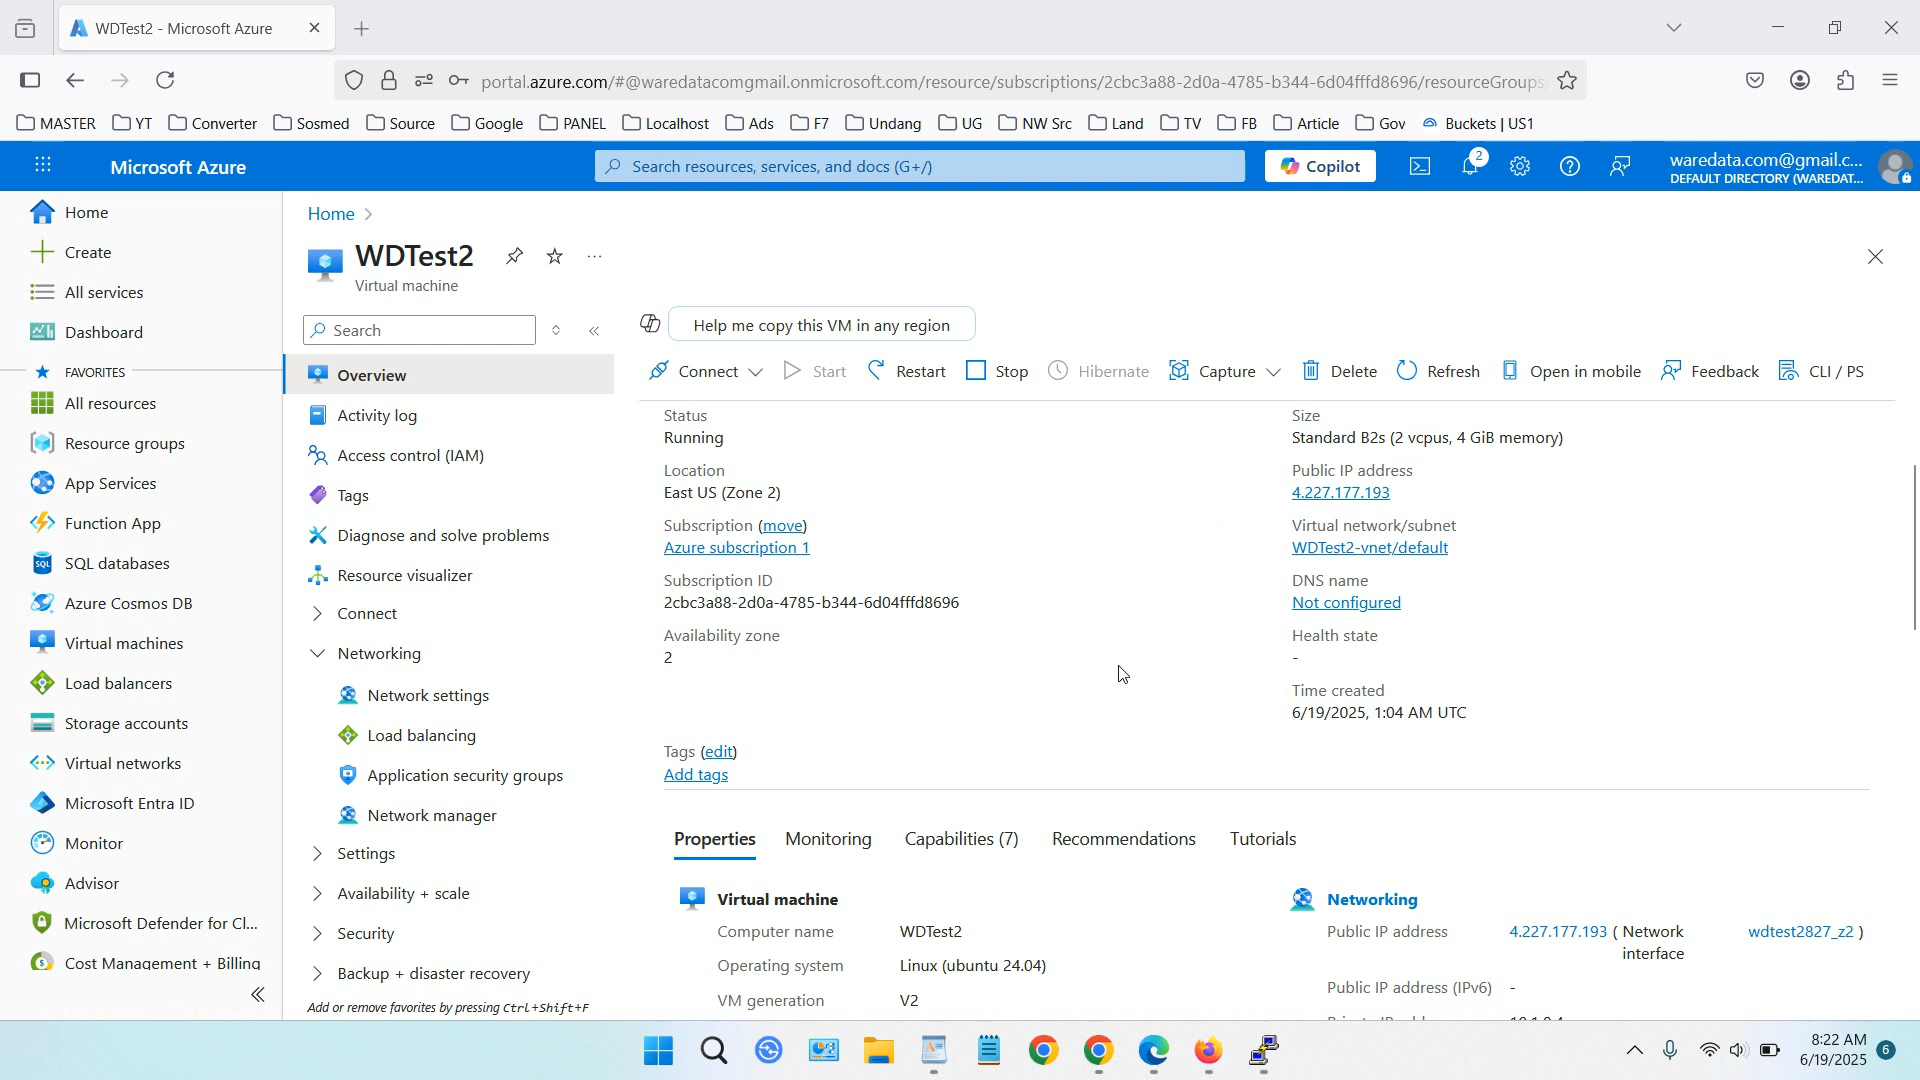 WDTest2 - Microsoft Azure
portal.azure.com/#@waredatacomgmail.onmicrosoft.com/resource/subscriptions/2cbc3a88-2d0a-4785-b344-6d04fffd8696/resourceGroups
MASTER YT Converter Sosmed Source Google PANEL Localhost Ads F7 Undang UG NW Src Land TV FB Article Gov Buckets | US1
Microsoft Azure
Search resources, services, and docs (G+/)
Copilot
2
waredata.com@gmail.c...
DEFAULT DIRECTORY (WAREDAT...
Home
Create
All services
Dashboard
FAVORITES
All resources
Resource groups
App Services
Function App
SQL databases
Azure Cosmos DB
Virtual machines
Load balancers
Storage accounts
Virtual networks
Microsoft Entra ID
Monitor
Advisor
Microsoft Defender for Cl...
Cost Management + Billing
Home
WDTest2
Virtual machine
Search
Overview
Activity log
Access control (IAM)
Tags
Diagnose and solve problems
Resource visualizer
Connect
Networking
Network settings
Load balancing
Application security groups
Network manager
Settings
Availability + scale
Security
Backup + disaster recovery
Add or remove favorites by pressing Ctrl+Shift+F
Help me copy this VM in any region
Connect Start Restart Stop Hibernate Capture Delete Refresh Open in mobile Feedback CLI / PS
Status
Running
Location
East US (Zone 2)
Subscription (move)
Azure subscription 1
Subscription ID
2cbc3a88-2d0a-4785-b344-6d04fffd8696
Availability zone
2
Size
Standard B2s (2 vcpus, 4 GiB memory)
Public IP address
4.227.177.193
Virtual network/subnet
WDTest2-vnet/default
DNS name
Not configured
Health state
-
Time created
6/19/2025, 1:04 AM UTC
Tags (edit)
Add tags
Properties Monitoring Capabilities (7) Recommendations Tutorials
Virtual machine
Computer name WDTest2
Operating system Linux (ubuntu 24.04)
VM generation V2
Networking
Public IP address 4.227.177.193 ( Network interface wdtest2827_z2 )
Public IP address (IPv6) -
8:22 AM
6/19/2025
6